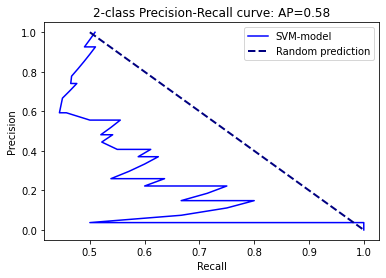 2-class Precision-Recall curve: AP=0.58
SVM-model
Random prediction
Precision
1.0
0.8
0.6
0.4
0.2
0.0
0.5
0.6
0.7
0.8
0.9
1.0
Recall